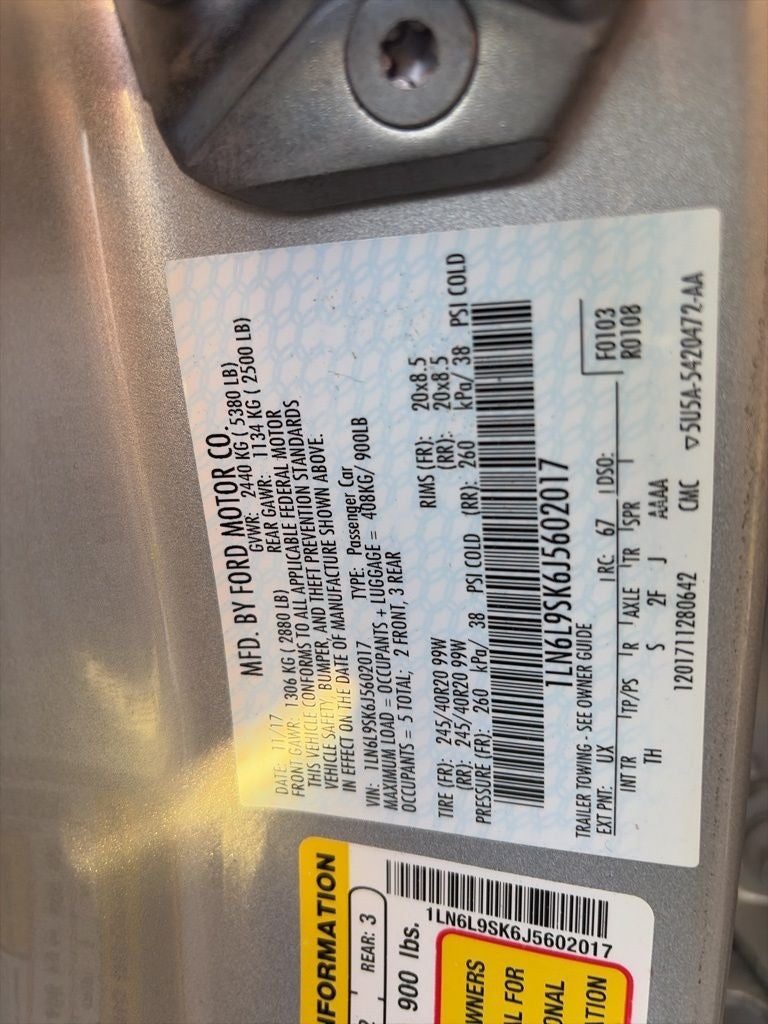 MFD. BY FORD MOTOR CO.
DATE: 11/17 GVWR: 2440 KG ( 5380 LB)
FRONT GAWR: 1306 KG ( 2880 LB) REAR GAWR: 1134 KG ( 2500 LB)
THIS VEHICLE CONFORMS TO ALL APPLICABLE FEDERAL MOTOR
VEHICLE SAFETY, BUMPER, AND THEFT PREVENTION STANDARDS
IN EFFECT ON THE DATE OF MANUFACTURE SHOWN ABOVE.
VIN: 1LN6L9SK6J5602017 TYPE: Passenger Car
MAXIMUM LOAD = OCCUPANTS + LUGGAGE = 408KG/ 900LB
OCCUPANTS = 5 TOTAL; 2 FRONT, 3 REAR
TIRE (FR): 245/40R20 99W RIMS (FR): 20x8.5
(RR): 245/40R20 99W (RR): 20x8.5
PRESSURE (FR): 260 kPa/ 38 PSI COLD (RR): 260 kPa/ 38 PSI COLD
1LN6L9SK6J5602017
TRAILER TOWING - SEE OWNER GUIDE
EXT PNT: UX RC: 67 DSO:
F0103
R0108
INT TR TP/PS R AXLE TR SPR
TH S 2F J AAAA
1201711280642 CMC ▽5U5A-5420472-AA
NFORMATION
REAR: 3
900 lbs.
1LN6L9SK6J5602017
WNERS
AL FOR
ONAL
ATION